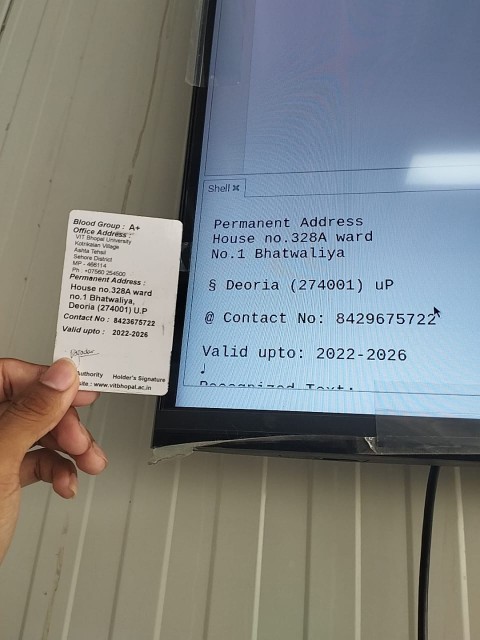 Blood Group : A+
Office Address :
VIT Bhopal University
Kotrikalan Village
Ashta Tehsil
Sehore District
MP - 466114
Ph : +07560 254500
Permanent Address :
House no.328A ward
no.1 Bhatwaliya,
Deoria (274001) U.P
Contact No : 8423675722
Valid upto : 2022-2026
Authority Holder's Signature
site : www.vitbhopal.ac.in
Shell ✖
Permanent Address
House no.328A ward
No.1 Bhatwaliya
§ Deoria (274001) uP
@ Contact No: 8429675722
Valid upto: 2022-2026
♩
Recognized Text: